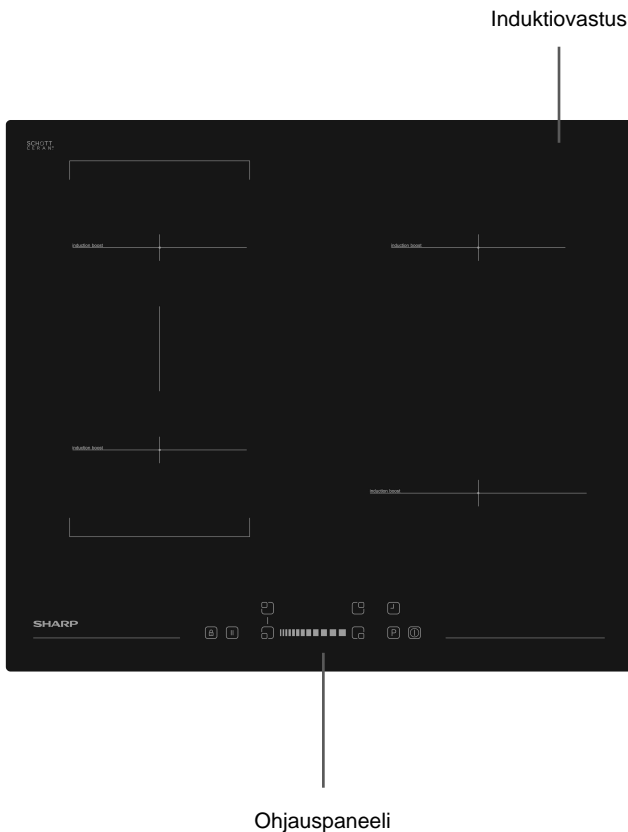 Induktiovastus
SCHOTT
CERAN®
induction boost
induction boost
induction boost
induction boost
SHARP
P
Ohjauspaneeli